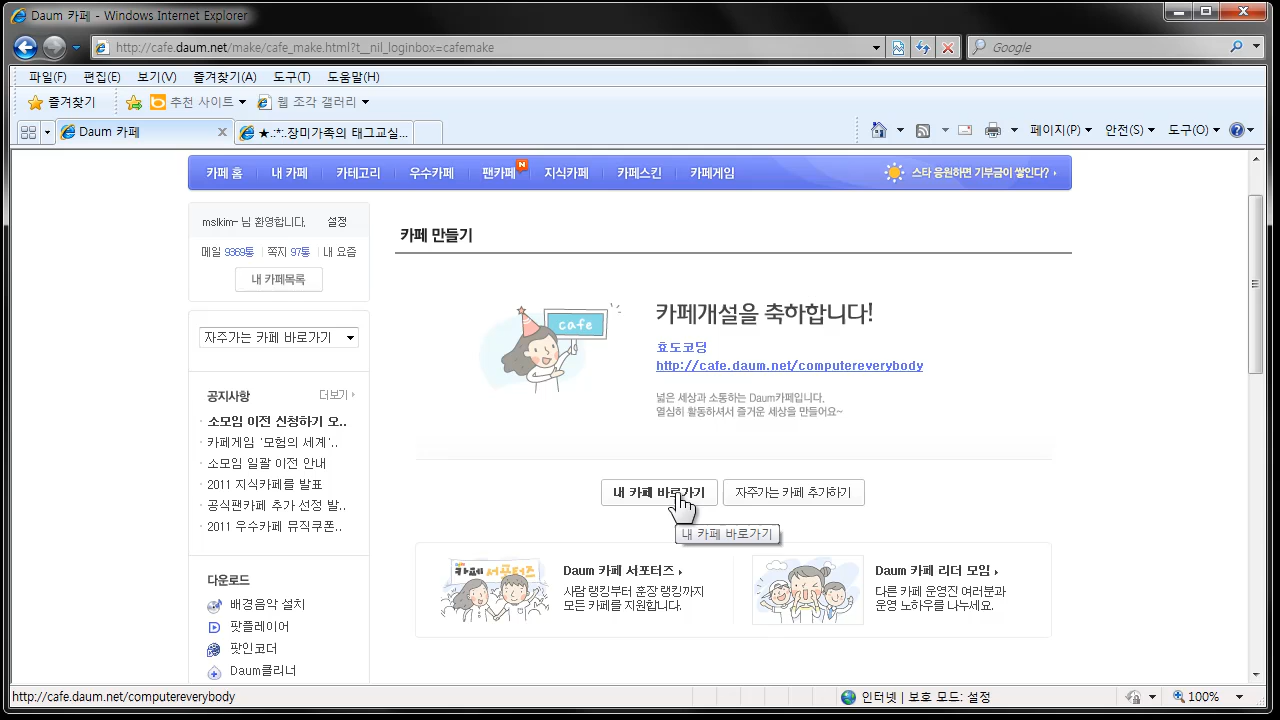 Daum 카페 - Windows Internet Explorer
http://cafe.daum.net/make/cafe_make.html?t__nil_loginbox=cafemake
Google
파일(F) 편집(E) 보기(V) 즐겨찾기(A) 도구(T) 도움말(H)
즐겨찾기 추천 사이트 웹 조각 갤러리
Daum 카페 ★.:*:.장미가족의 태그교실... 페이지(P) 안전(S) 도구(O)
카페 홈 내 카페 카테고리 우수카페 팬카페 N 지식카페 카페스킨 카페게임 스타 응원하면 기부금이 쌓인다?
mslkim- 님 환영합니다. 설정
메일 9369통 쪽지 97통 내 요즘
내 카페목록
자주가는 카페 바로가기
공지사항 더보기
소모임 이전 신청하기 오..
카페게임 '모험의 세계'..
소모임 일괄 이전 안내
2011 지식카페를 발표
공식팬카페 추가 선정 발..
2011 우수카페 뮤직쿠폰..
다운로드
배경음악 설치
팟플레이어
팟인코더
Daum클리너
카페 만들기
cafe
카페개설을 축하합니다!
효도코딩
http://cafe.daum.net/computereverybody
넓은 세상과 소통하는 Daum카페입니다.
열심히 활동하셔서 즐거운 세상을 만들어요~
내 카페 바로가기 자주가는 카페 추가하기
내 카페 바로가기
카페 서포터즈
Daum 카페 서포터즈
사람 랭킹부터 훈장 랭킹까지
모든 카페를 지원합니다.
Daum 카페 리더 모임
다른 카페 운영진 여러분과
운영 노하우를 나누세요.
http://cafe.daum.net/computereverybody 인터넷 | 보호 모드: 설정 100%